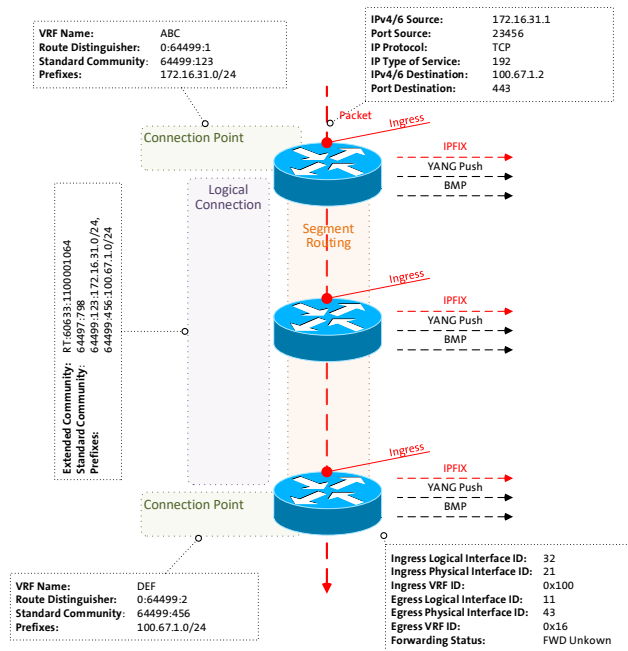 VRF Name: ABC
Route Distinguisher: 0:64499:1
Standard Community: 64499:123
Prefixes: 172.16.31.0/24
IPv4/6 Source: 172.16.31.1
Port Source: 23456
IP Protocol: TCP
IP Type of Service: 192
IPv4/6 Destination: 100.67.1.2
Port Destination: 443
Packet
Ingress
Connection Point
IPFIX
YANG Push
BMP
Logical
Connection
Segment
Routing
Extended Community: RT:60633:1100001064
Standard Community: 64497:798
Prefixes: 64499:123:172.16.31.0/24,
64499:456:100.67.1.0/24
Ingress
IPFIX
YANG Push
BMP
Ingress
IPFIX
YANG Push
BMP
Connection Point
VRF Name: DEF
Route Distinguisher: 0:64499:2
Standard Community: 64499:456
Prefixes: 100.67.1.0/24
Ingress Logical Interface ID: 32
Ingress Physical Interface ID: 21
Ingress VRF ID: 0x100
Egress Logical Interface ID: 11
Egress Physical Interface ID: 43
Egress VRF ID: 0x16
Forwarding Status: FWD Unkown